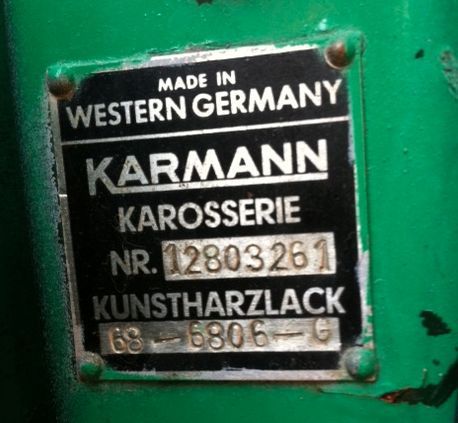 MADE IN
WESTERN GERMANY
KARMANN
KAROSSERIE
NR. 12803261
KUNSTHARZLACK
68-6806-G